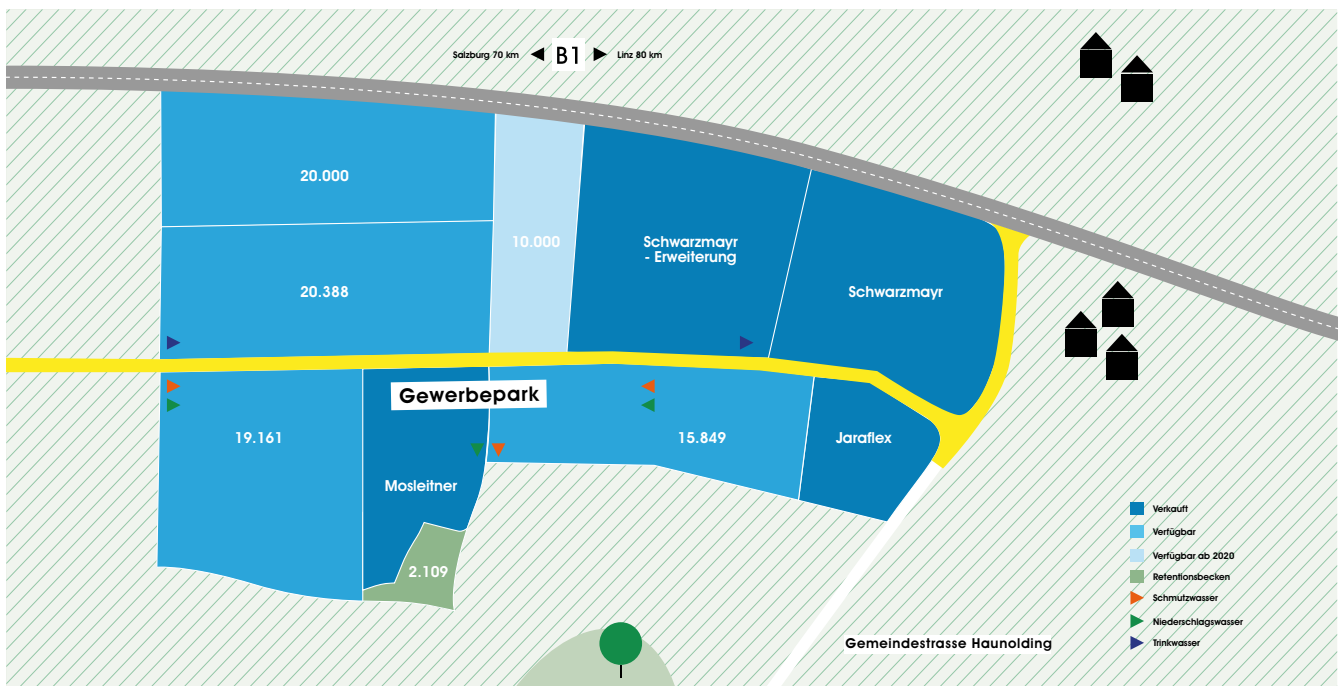 Salzburg 70 km
B1
Linz 80 km
20.000
10.000
Schwarzmayr
- Erweiterung
20.388
Schwarzmayr
Gewerbepark
19.161
15.849
Jaraflex
Mosleitner
2.109
Verkauft
Verfügbar
Verfügbar ab 2020
Retentionsbecken
Schmutzwasser
Niederschlagswasser
Trinkwasser
Gemeindestrasse Haunolding